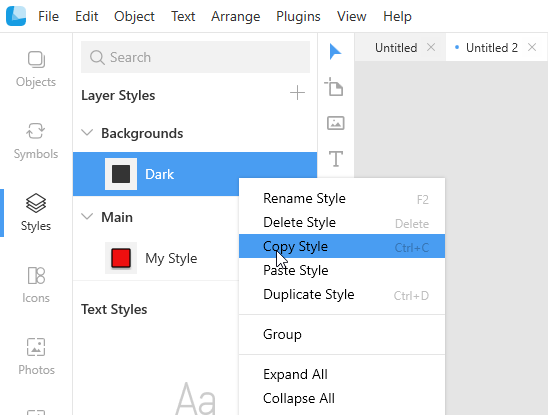 File Edit Object Text Arrange Plugins View Help
Objects
Symbols
Styles
Icons
Photos
Search
Layer Styles
Backgrounds
Dark
Main
My Style
Text Styles
Aa
Untitled
Untitled 2
T
Rename Style F2
Delete Style Delete
Copy Style Ctrl+C
Paste Style
Duplicate Style Ctrl+D
Group
Expand All
Collapse All